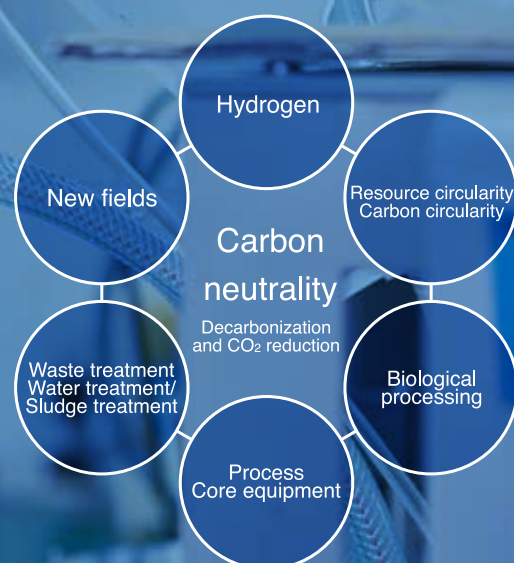 Hydrogen
New fields
Resource circularity
Carbon circularity
Carbon
neutrality
Decarbonization
and CO₂ reduction
Waste treatment
Water treatment/
Sludge treatment
Biological
processing
Process
Core equipment